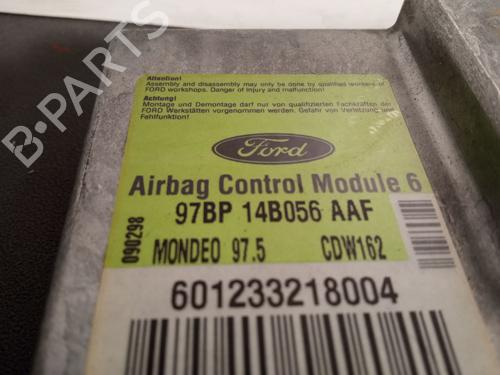 Attention!
Assembly and disassembly may only be done by qualified workers of
FORD workshops. Danger of injury and malfunction!
Achtung!
Montage und Demontage darf nur von qualifizierten Fachkräften der
FORD Werkstätten vorgenommen werden. Gefahr von Verletzung und
Fehlfunktion!
Ford
Airbag Control Module 6
97BP 14B056 AAF
090298
MONDEO 97.5 CDW162
601233218004
B-PARTS
B-PARTS